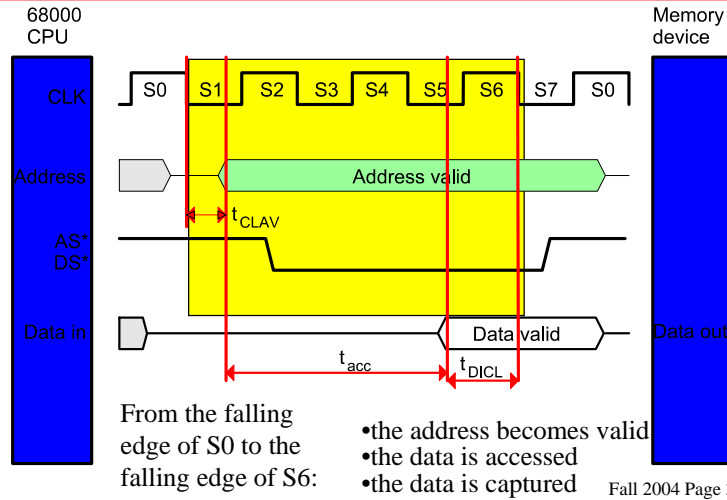 68000
CPU
Memory
device
CLK
S0 S1 S2 S3 S4 S5 S6 S7 S0
Address
Address valid
tCLAV
AS*
DS*
Data in
Data valid
Data out
tacc
tDICL
From the falling
edge of S0 to the
falling edge of S6:
•the address becomes valid
•the data is accessed
•the data is captured
Fall 2004 Page